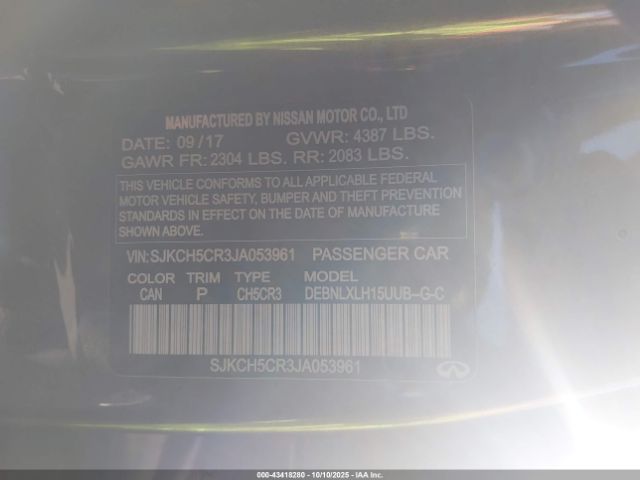 MANUFACTURED BY NISSAN MOTOR CO., LTD
DATE: 09/17 GVWR: 4387 LBS.
GAWR FR: 2304 LBS. RR: 2083 LBS.
THIS VEHICLE CONFORMS TO ALL APPLICABLE FEDERAL
MOTOR VEHICLE SAFETY, BUMPER AND THEFT PREVENTION
STANDARDS IN EFFECT ON THE DATE OF MANUFACTURE
SHOWN ABOVE.
VIN:SJKCH5CR3JA053961 PASSENGER CAR
COLOR TRIM TYPE MODEL
CAN P CH5CR3 DEBNLXLH15UUB-G-C
SJKCH5CR3JA053961
000-43418280 - 10/10/2025 - IAA Inc.